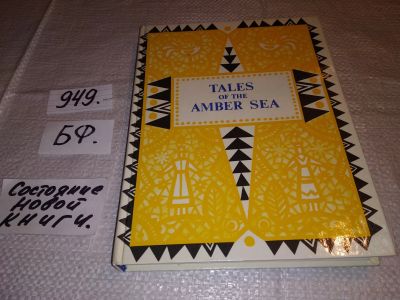 949.
БФ.
Состояние
новой
книги.
TALES
OF THE
AMBER SEA